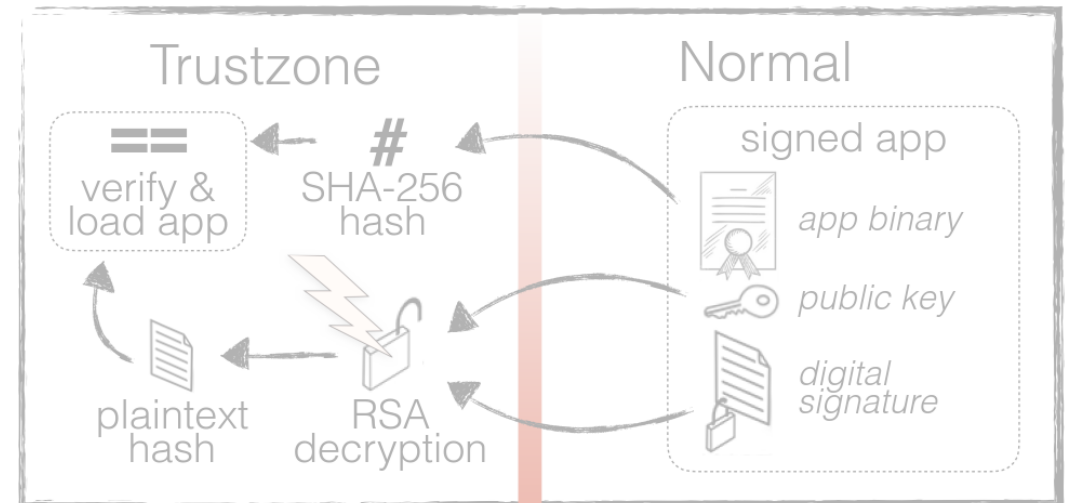 Trustzone
Normal
==
verify &
load app
#
SHA-256
hash
signed app
app binary
public key
digital
signature
plaintext
hash
RSA
decryption